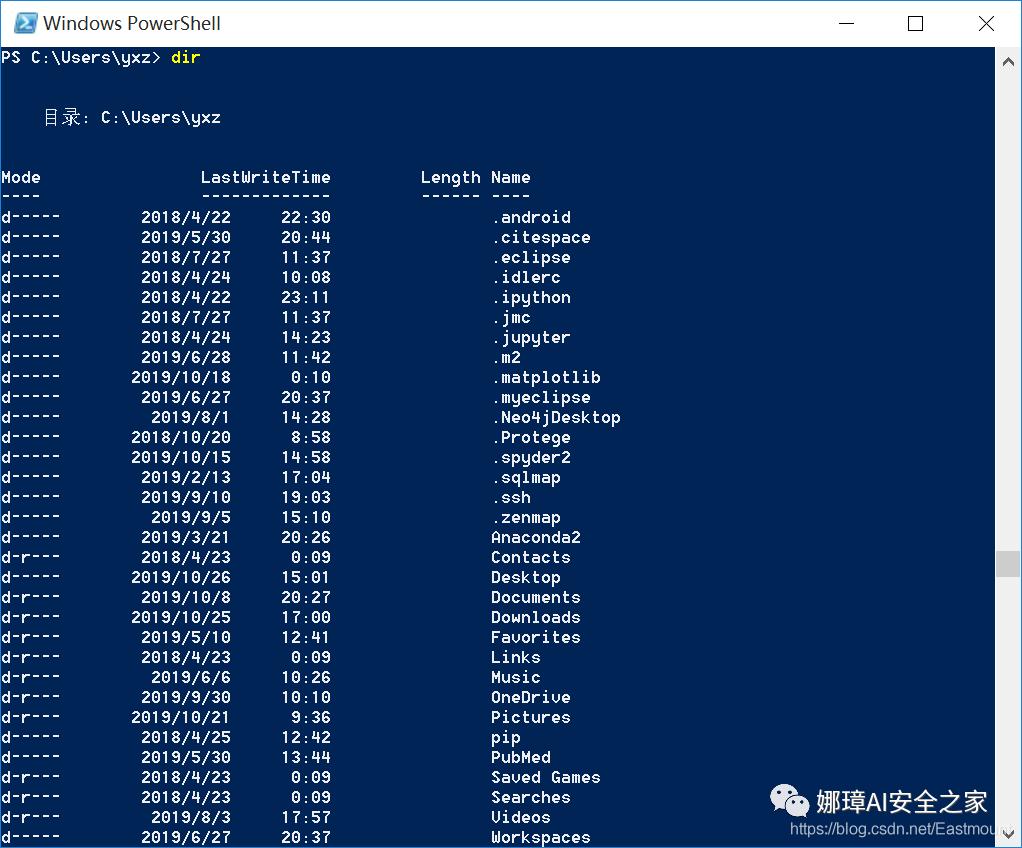 Windows PowerShell
PS C:\Users\yxz> dir
目录: C:\Users\yxz
Mode LastWriteTime Length Name
---- ------------- ------ ----
d----- 2018/4/22 22:30 .android
d----- 2019/5/30 20:44 .citespace
d----- 2018/7/27 11:37 .eclipse
d----- 2018/4/24 10:08 .idlerc
d----- 2018/4/22 23:11 .ipython
d----- 2018/7/27 11:37 .jmc
d----- 2018/4/24 14:23 .jupyter
d----- 2019/6/28 11:42 .m2
d----- 2019/10/18 0:10 .matplotlib
d----- 2019/6/27 20:37 .myeclipse
d----- 2019/8/1 14:28 .Neo4jDesktop
d----- 2018/10/20 8:58 .Protege
d----- 2019/10/15 14:58 .spyder2
d----- 2019/2/13 17:04 .sqlmap
d----- 2019/9/10 19:03 .ssh
d----- 2019/9/5 15:10 .zenmap
d----- 2019/3/21 20:26 Anaconda2
d-r--- 2018/4/23 0:09 Contacts
d----- 2019/10/26 15:01 Desktop
d-r--- 2019/10/8 20:27 Documents
d-r--- 2019/10/25 17:00 Downloads
d-r--- 2019/5/10 12:41 Favorites
d-r--- 2018/4/23 0:09 Links
d-r--- 2019/6/6 10:26 Music
d-r--- 2019/9/30 10:10 OneDrive
d-r--- 2019/10/21 9:36 Pictures
d----- 2018/4/25 12:42 pip
d----- 2019/5/30 13:44 PubMed
d-r--- 2018/4/23 0:09 Saved Games
d-r--- 2018/4/23 0:09 Searches
d-r--- 2019/8/3 17:57 Videos
d----- 2019/6/27 20:37 Workspaces
娜璋AI安全之家
https://blog.csdn.net/Eastmount